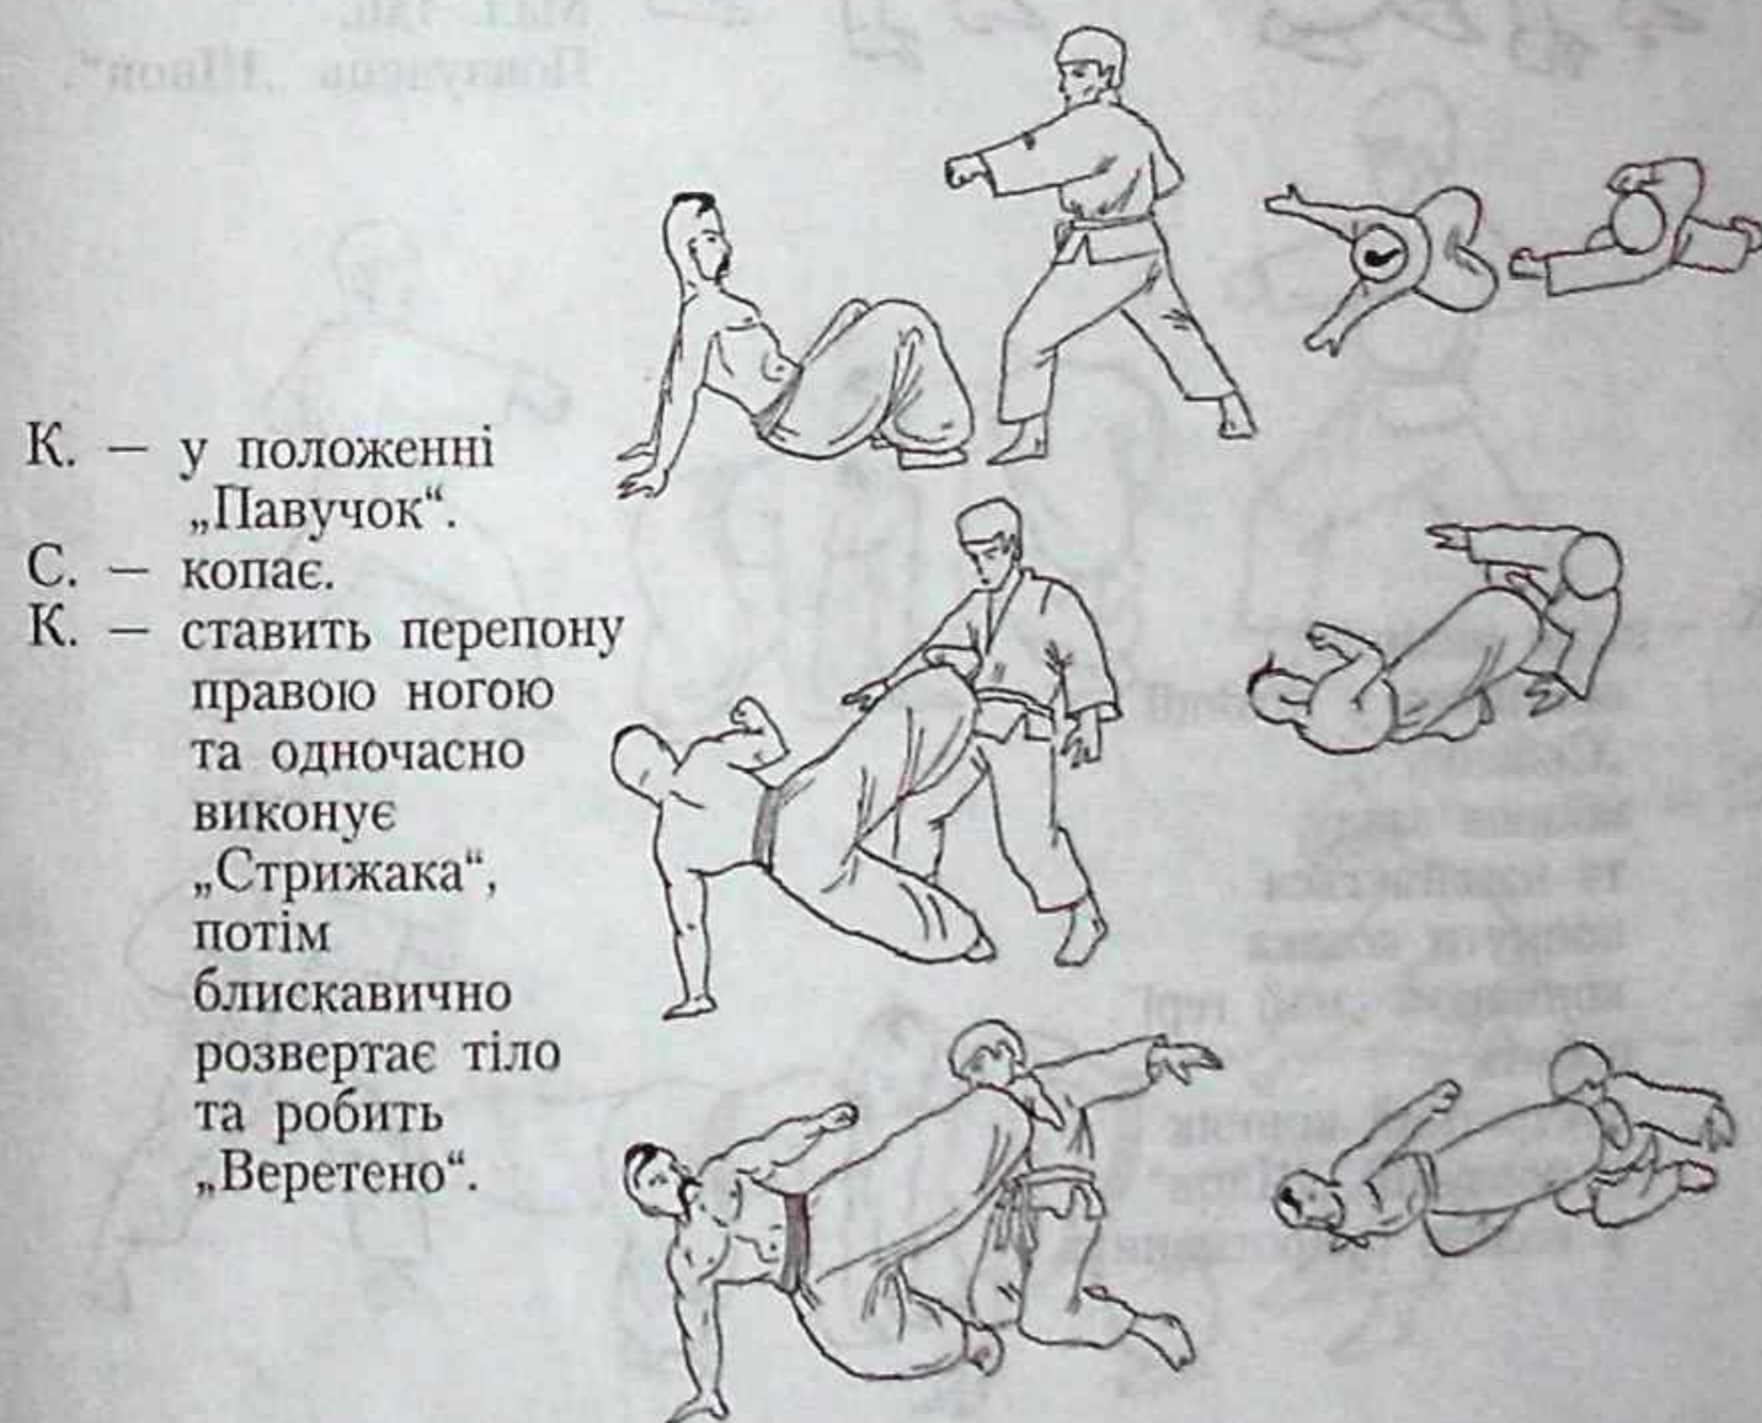 К. – у положенні
„Павучок“.
С. – копає.
К. – ставить перепону
правою ногою
та одночасно
виконує
„Стрижака“,
потім
блискавично
розвертає тіло
та робить
„Веретено“.